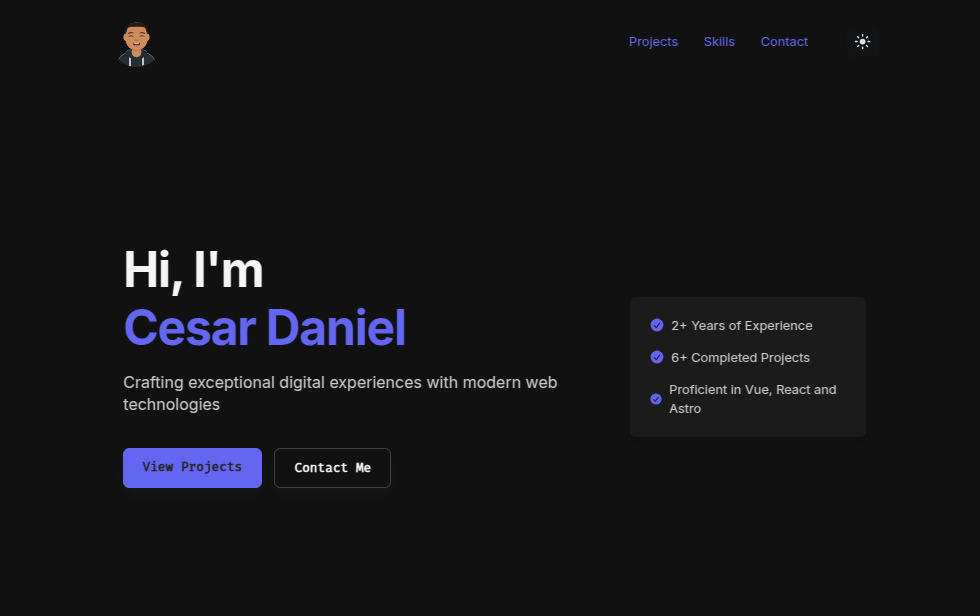 Projects Skills Contact
Hi, I'm
Cesar Daniel
Crafting exceptional digital experiences with modern web
technologies
View Projects Contact Me
2+ Years of Experience
6+ Completed Projects
Proficient in Vue, React and
Astro